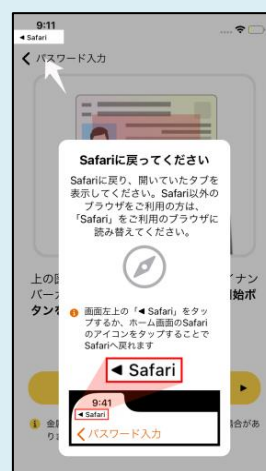 9:11
◀ Safari
パスワード入力
Safariに戻ってください
Safariに戻り、開いていたタブを
表示してください。Safari以外の
ブラウザをご利用の方は、
「Safari」をご利用のブラウザに
読み替えてください。
上の
イナン
バー
開始ボ
タンを
画面左上の「◀ Safari」をタッ
プするか、ホーム画面のSafari
のアイコンをタップすることで
Safariへ戻れます
◀ Safari
9:41
◀ Safari
パスワード入力